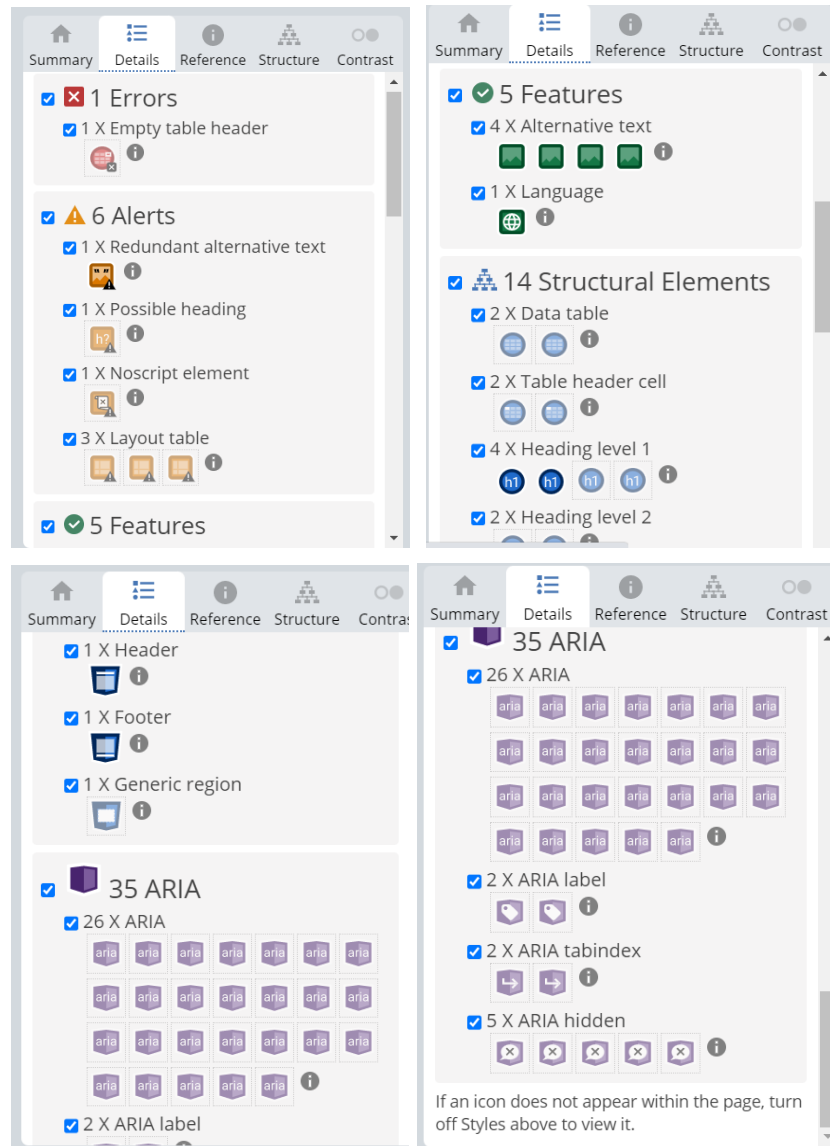 Summary Details Reference Structure Contrast
1 Errors
1 X Empty table header
6 Alerts
1 X Redundant alternative text
1 X Possible heading
h?
1 X Noscript element
3 X Layout table
5 Features
Summary Details Reference Structure Contrast
5 Features
4 X Alternative text
1 X Language
14 Structural Elements
2 X Data table
2 X Table header cell
4 X Heading level 1
h1 h1 h1 h1
2 X Heading level 2
Summary Details Reference Structure Contras
1 X Header
1 X Footer
1 X Generic region
35 ARIA
26 X ARIA
aria aria aria aria aria aria aria
aria aria aria aria aria aria aria
aria aria aria aria aria aria aria
aria aria aria aria aria
2 X ARIA label
Summary Details Reference Structure Contrast
35 ARIA
26 X ARIA
aria aria aria aria aria aria aria
aria aria aria aria aria aria aria
aria aria aria aria aria aria aria
aria aria aria aria aria
2 X ARIA label
2 X ARIA tabindex
5 X ARIA hidden
If an icon does not appear within the page, turn
off Styles above to view it.